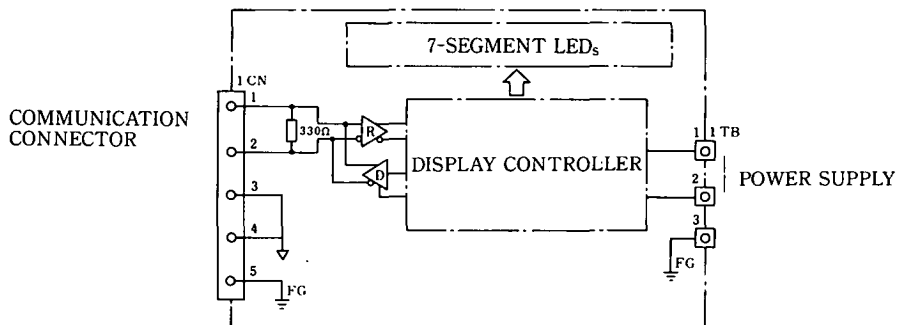 7-SEGMENT LEDs
1 CN
COMMUNICATION
CONNECTOR
1
330Ω
R
2
D
DISPLAY CONTROLLER
1
1 TB
2
POWER SUPPLY
3
3
4
5
FG
FG